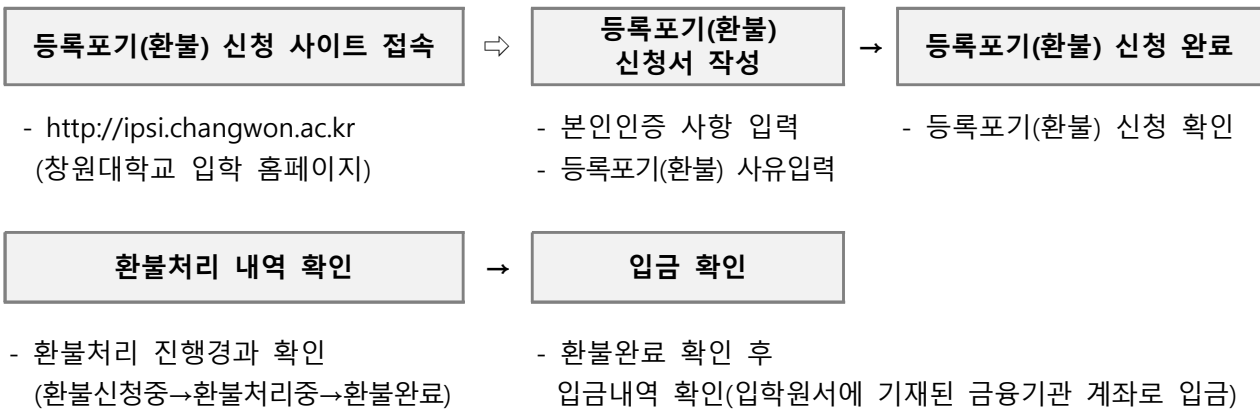 등록포기(환불) 신청 사이트 접속 ⇨ 등록포기(환불) 신청서 작성 → 등록포기(환불) 신청 완료
- http://ipsi.changwon.ac.kr
(창원대학교 입학 홈페이지)
- 본인인증 사항 입력
- 등록포기(환불) 사유입력
- 등록포기(환불) 신청 확인
환불처리 내역 확인 → 입금 확인
- 환불처리 진행경과 확인
(환불신청중→환불처리중→환불완료)
- 환불완료 확인 후
입금내역 확인(입학원서에 기재된 금융기관 계좌로 입금)